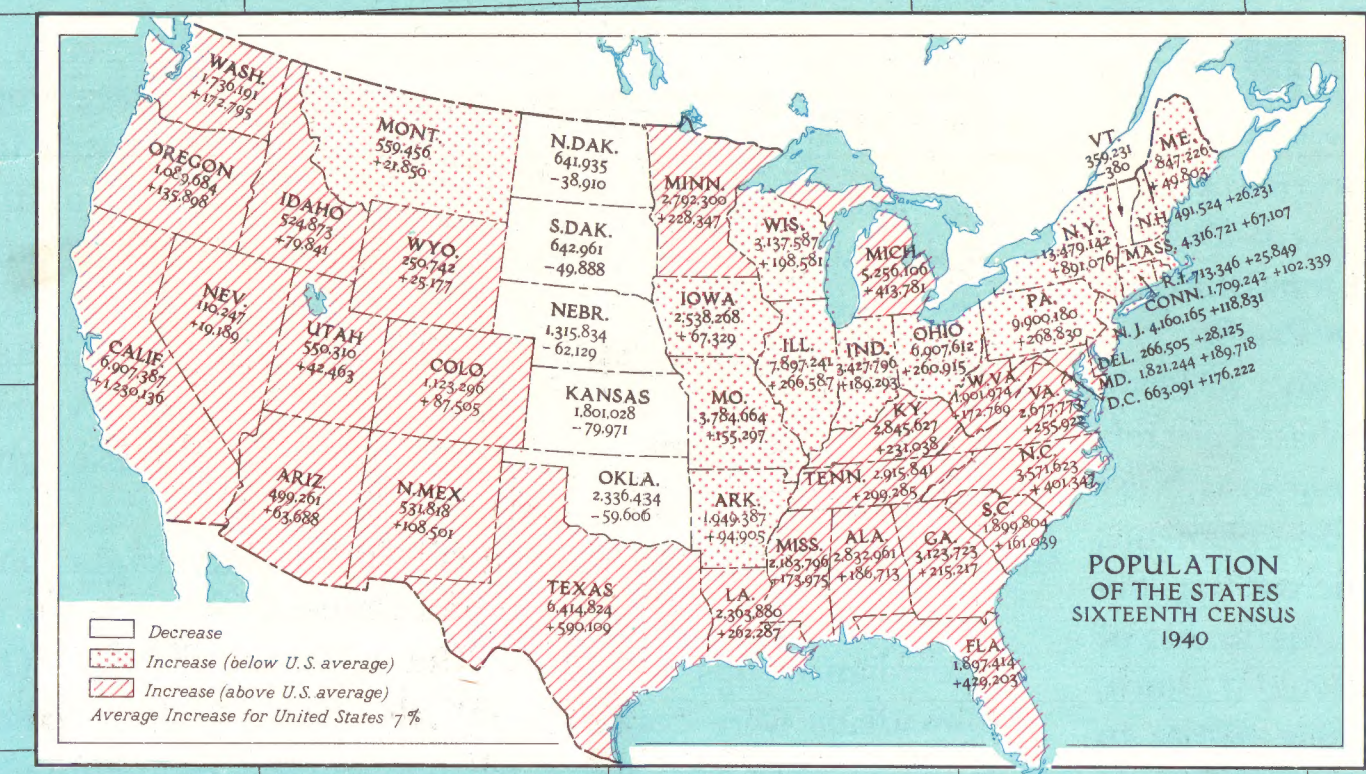 WASH.
1,736,191
+172,795
OREGON
1,089,684
+135,898
IDAHO
524,873
+79,841
MONT.
559,456
+21,850
WYO.
250,742
+25,177
NEV.
110,247
+19,189
UTAH
550,310
+42,463
CALIF.
6,907,387
+1,230,136
COLO.
1,123,296
+87,505
ARIZ.
499,261
+63,688
N.MEX.
531,818
+108,501
N.DAK.
641,935
-38,910
S.DAK.
642,961
-49,888
NEBR.
1,315,834
-62,129
KANSAS
1,801,028
-79,971
OKLA.
2,336,434
-59,606
TEXAS
6,414,824
+590,109
MINN.
2,792,300
+228,347
IOWA
2,538,268
+67,329
MO.
3,784,664
+155,297
ARK.
1,949,387
+94,905
LA.
2,363,880
+262,287
WIS.
3,137,587
+198,581
ILL.
7,897,241
+266,587
MICH.
5,256,106
+413,781
IND.
3,427,796
+189,293
OHIO
6,907,612
+260,915
KY.
2,845,627
+231,038
TENN. 2,915,841
+299,285
MISS.
2,183,796
+173,975
ALA.
2,832,961
+186,713
GA.
3,123,723
+215,217
FLA.
1,897,414
+429,203
S.C.
1,899,804
+161,039
N.C.
3,571,623
+401,347
VA.
2,677,773
+255,922
W.VA.
1,901,974
+172,769
PA.
9,900,180
+268,830
N.Y.
13,479,142
+891,076
VT.
359,231
380
ME.
847,226
+49,803
N.H. 491,524 +26,231
MASS. 4,316,721 +67,107
R.I. 713,346 +25,849
CONN. 1,709,242 +102,339
N.J. 4,160,165 +118,831
DEL. 266,505 +28,125
MD. 1,821,244 +189,718
D.C. 663,091 +176,222
POPULATION
OF THE STATES
SIXTEENTH CENSUS
1940
Decrease
Increase (below U.S. average)
Increase (above U.S. average)
Average Increase for United States 7%